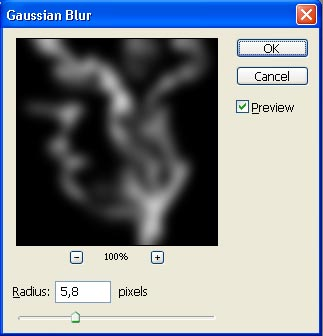 Gaussian Blur
OK
Cancel
Preview
100%
Radius: 5,8 pixels